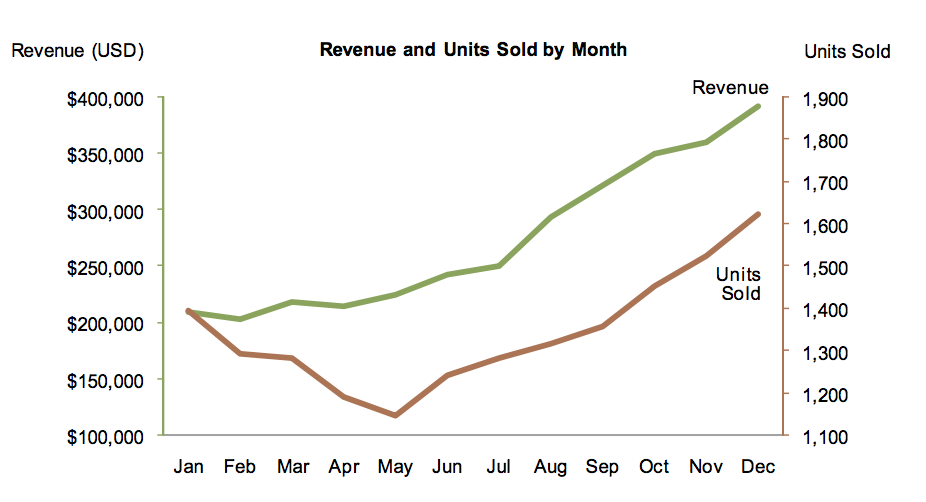 Revenue (USD)
Revenue and Units Sold by Month
Units Sold
Revenue
$400,000
$350,000
$300,000
$250,000
$200,000
$150,000
$100,000
1,900
1,800
1,700
1,600
1,500
1,400
1,300
1,200
1,100
Units
Sold
Jan Feb Mar Apr May Jun Jul Aug Sep Oct Nov Dec